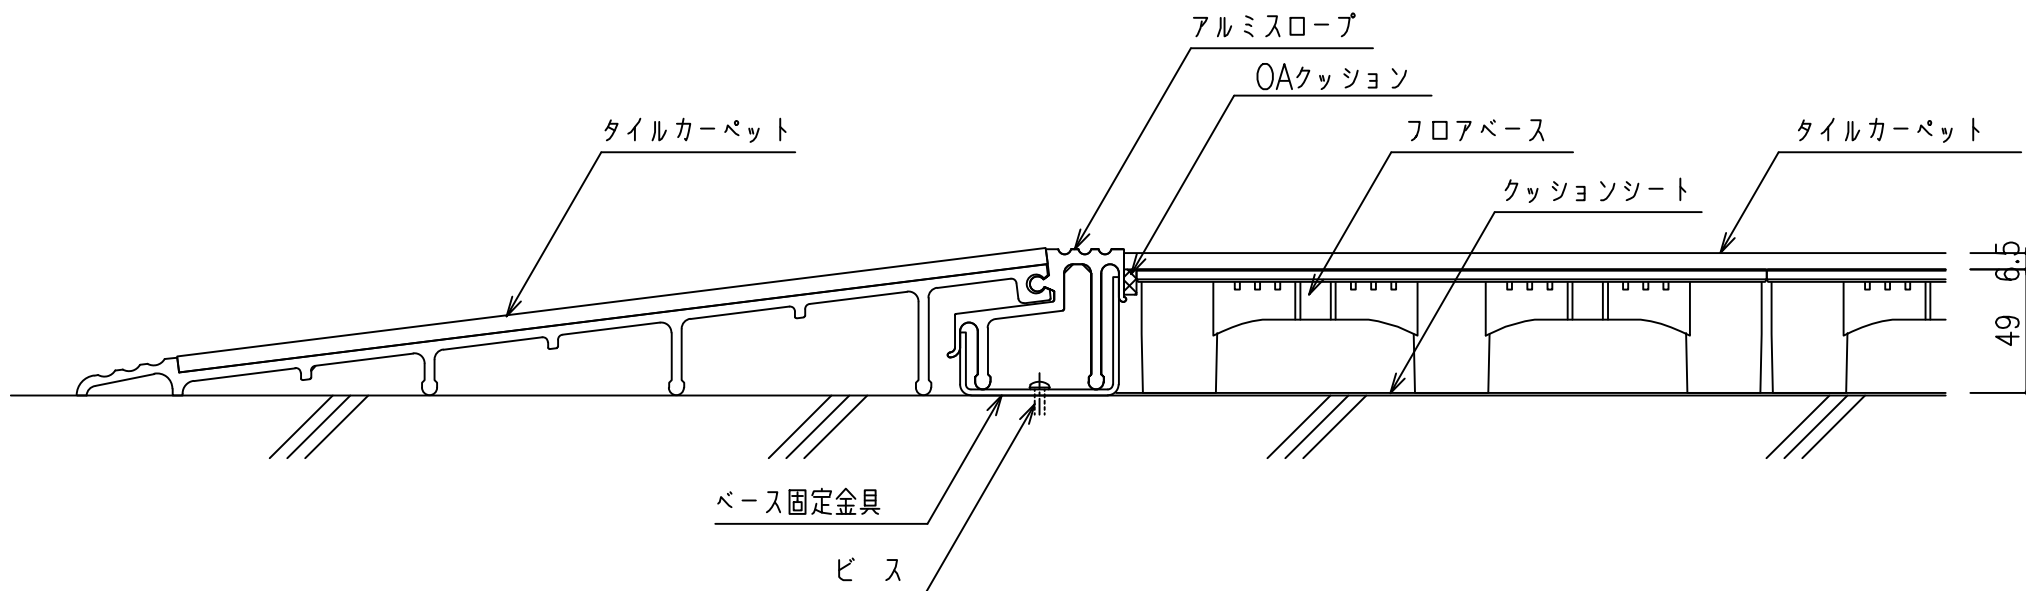 アルミスロープ
OAクッション
タイルカーペット
フロアベース
タイルカーペット
クッションシート
6.5
49
ベース固定金具
ビス